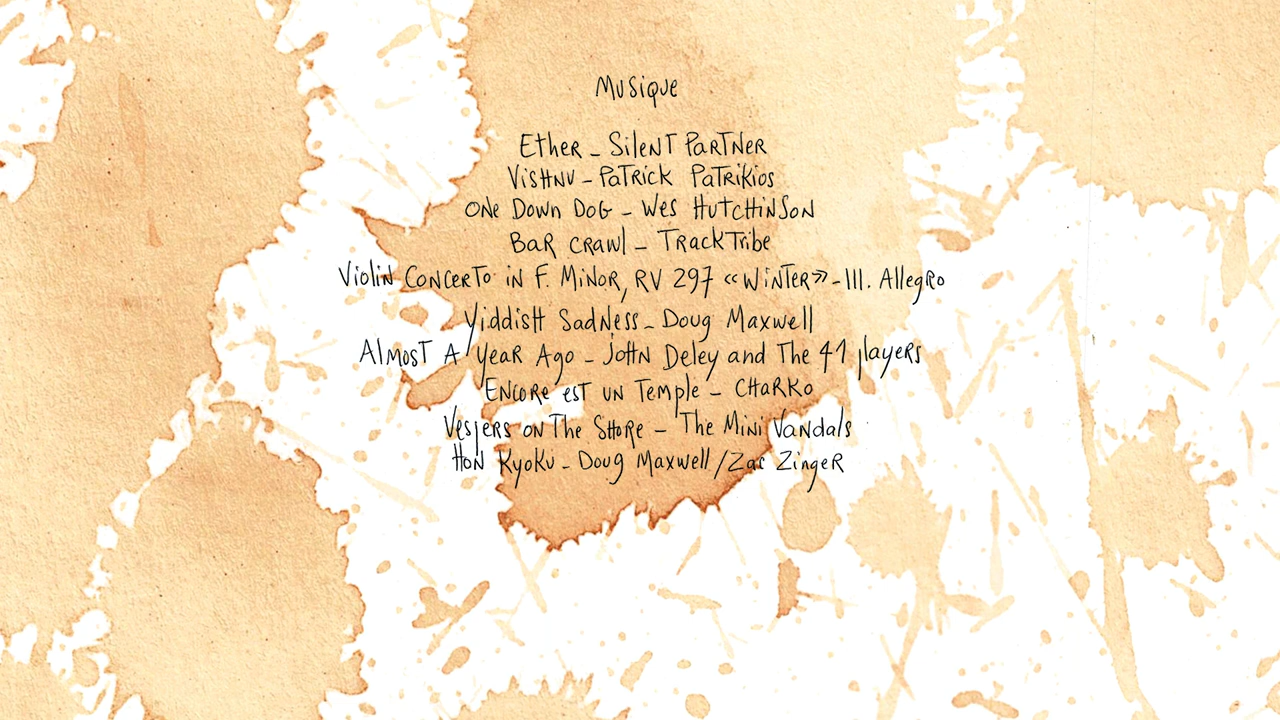 Musique
Ether - Silent Partner
Vishnu - Patrick Patrikios
One Down Dog - Wes Hutchinson
Bar Crawl - TrackTribe
Violin Concerto in F. Minor, RV 297 «Winter» - III. Allegro
Yiddish Sadness - Doug Maxwell
Almost A Year Ago - John Deley and The 41 players
Encore est un Temple - Charko
Vespers on The Shore - The Mini Vandals
Hon Kyoku - Doug Maxwell / Zac Zinger